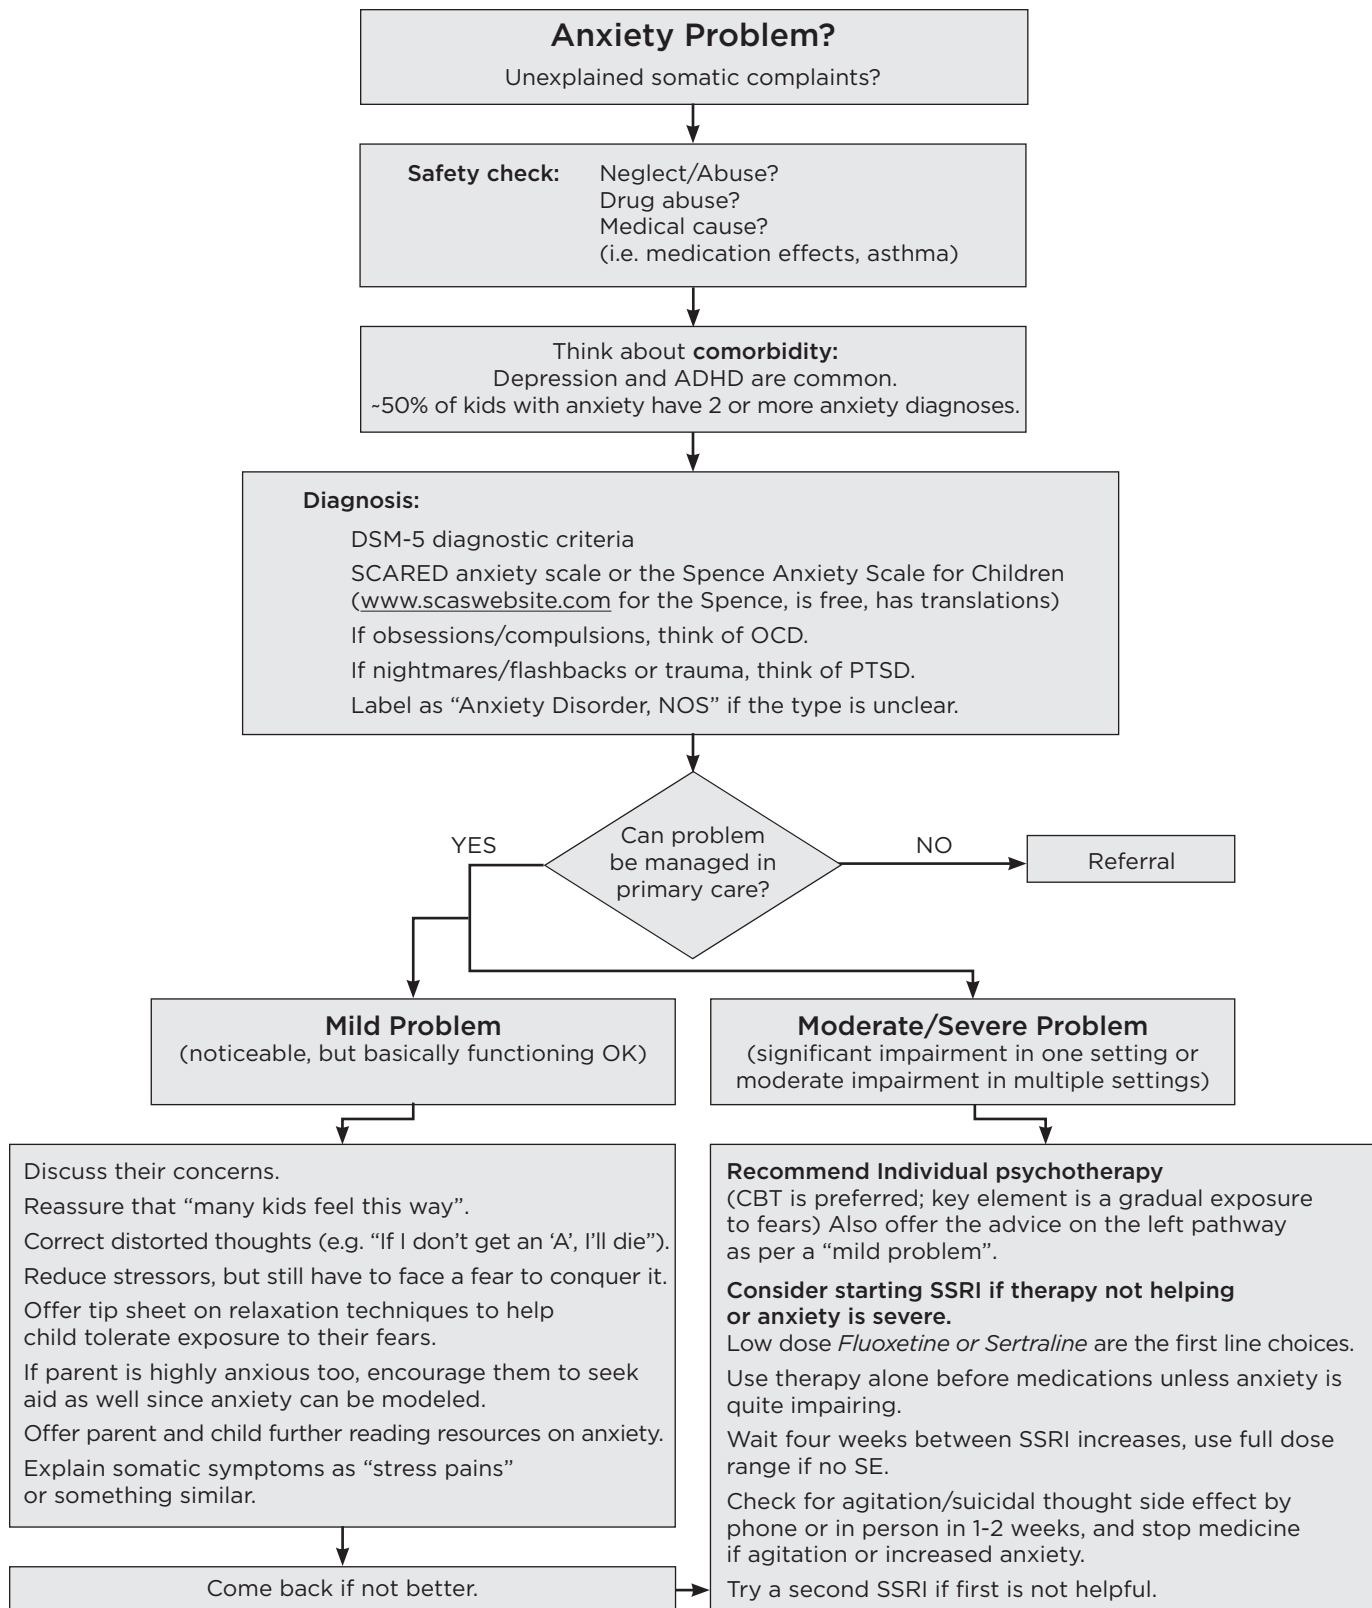 Anxiety Problem?
Unexplained somatic complaints?
Safety check: Neglect/Abuse?
Drug abuse?
Medical cause?
(i.e. medication effects, asthma)
Think about comorbidity:
Depression and ADHD are common.
~50% of kids with anxiety have 2 or more anxiety diagnoses.
Diagnosis:
DSM-5 diagnostic criteria
SCARED anxiety scale or the Spence Anxiety Scale for Children
(www.scaswebsite.com for the Spence, is free, has translations)
If obsessions/compulsions, think of OCD.
If nightmares/flashbacks or trauma, think of PTSD.
Label as “Anxiety Disorder, NOS” if the type is unclear.
Can problem
be managed in
primary care?
YES
NO
Referral
Mild Problem
(noticeable, but basically functioning OK)
Moderate/Severe Problem
(significant impairment in one setting or
moderate impairment in multiple settings)
Discuss their concerns.
Reassure that “many kids feel this way”.
Correct distorted thoughts (e.g. “If I don’t get an ‘A’, I’ll die”).
Reduce stressors, but still have to face a fear to conquer it.
Offer tip sheet on relaxation techniques to help
child tolerate exposure to their fears.
If parent is highly anxious too, encourage them to seek
aid as well since anxiety can be modeled.
Offer parent and child further reading resources on anxiety.
Explain somatic symptoms as “stress pains”
or something similar.
Come back if not better.
Recommend Individual psychotherapy
(CBT is preferred; key element is a gradual exposure
to fears) Also offer the advice on the left pathway
as per a “mild problem”.
Consider starting SSRI if therapy not helping
or anxiety is severe.
Low dose Fluoxetine or Sertraline are the first line choices.
Use therapy alone before medications unless anxiety is
quite impairing.
Wait four weeks between SSRI increases, use full dose
range if no SE.
Check for agitation/suicidal thought side effect by
phone or in person in 1-2 weeks, and stop medicine
if agitation or increased anxiety.
Try a second SSRI if first is not helpful.